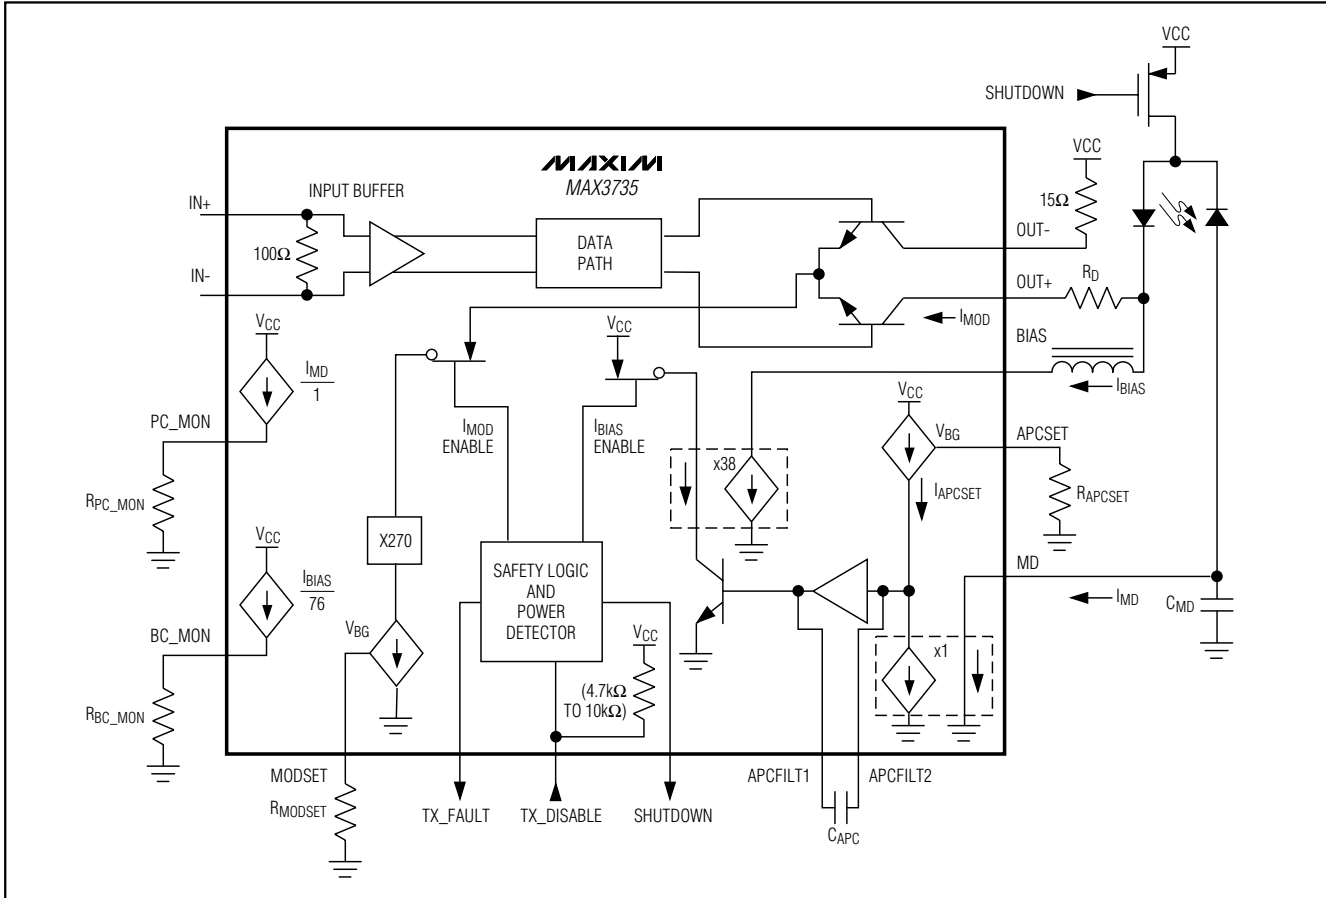 VCC
SHUTDOWN
VCC
MAXIM
MAX3735
INPUT BUFFER
IN+
15Ω
100Ω
DATA
PATH
OUT-
IN-
RD
OUT+
VCC
VCC
IMOD
BIAS
IMD
1
IBIAS
VCC
PC_MON
IMOD
ENABLE
IBIAS
ENABLE
VBG
APCSET
x38
IAPCSET
RAPCSET
RPC_MON
VCC
X270
SAFETY LOGIC
AND
POWER
DETECTOR
MD
IBIAS
76
IMD
CMD
VBG
BC_MON
VCC
x1
(4.7kΩ
TO 10kΩ)
RBC_MON
MODSET
APCFILT1
APCFILT2
RMODSET
TX_FAULT
TX_DISABLE
SHUTDOWN
CAPC